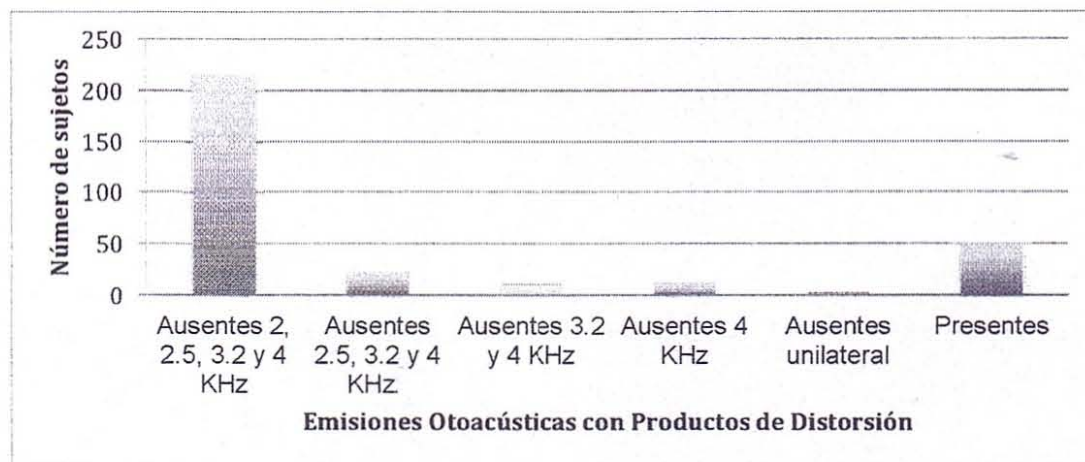 Número de sujetos
250
200
150
100
50
0
Ausentes 2,
2.5, 3.2 y 4
KHz
Ausentes
2.5, 3.2 y 4
KHz.
Ausentes 3.2
y 4 KHz
Ausentes 4
KHz
Ausentes
unilateral
Presentes
Emisiones Otoacústicas con Productos de Distorsión